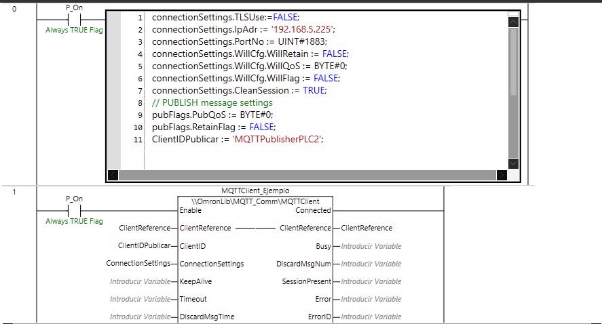 0
P_On
Always TRUE Flag
1 connectionSettings.TLSUse:=FALSE;
2 connectionSettings.IpAdr := '192.168.5.225';
3 connectionSettings.PortNo := UINT#1883;
4 connectionSettings.WillCfg.WillRetain := FALSE;
5 connectionSettings.WillCfg.WillQoS := BYTE#0;
6 connectionSettings.WillCfg.WillFlag := FALSE;
7 connectionSettings.CleanSession := TRUE;
8 // PUBLISH message settings
9 pubFlags.PubQoS := BYTE#0;
10 pubFlags.RetainFlag := FALSE;
11 ClientIDPublicar := 'MQTTPublisherPLC2';
1
P_On
Always TRUE Flag
MQTTClient_Ejemplo
\\OmronLib\MQTT_Comm\MQTTClient
Enable Connected
ClientReference ClientReference ClientReference ClientReference
ClientIDPublicar ClientID Busy Introducir Variable
ConnectionSettings ConnectionSettings DiscardMsgNum Introducir Variable
Introducir Variable KeepAlive SessionPresent Introducir Variable
Introducir Variable Timeout Error Introducir Variable
Introducir Variable DiscardMsgTime ErrorID Introducir Variable